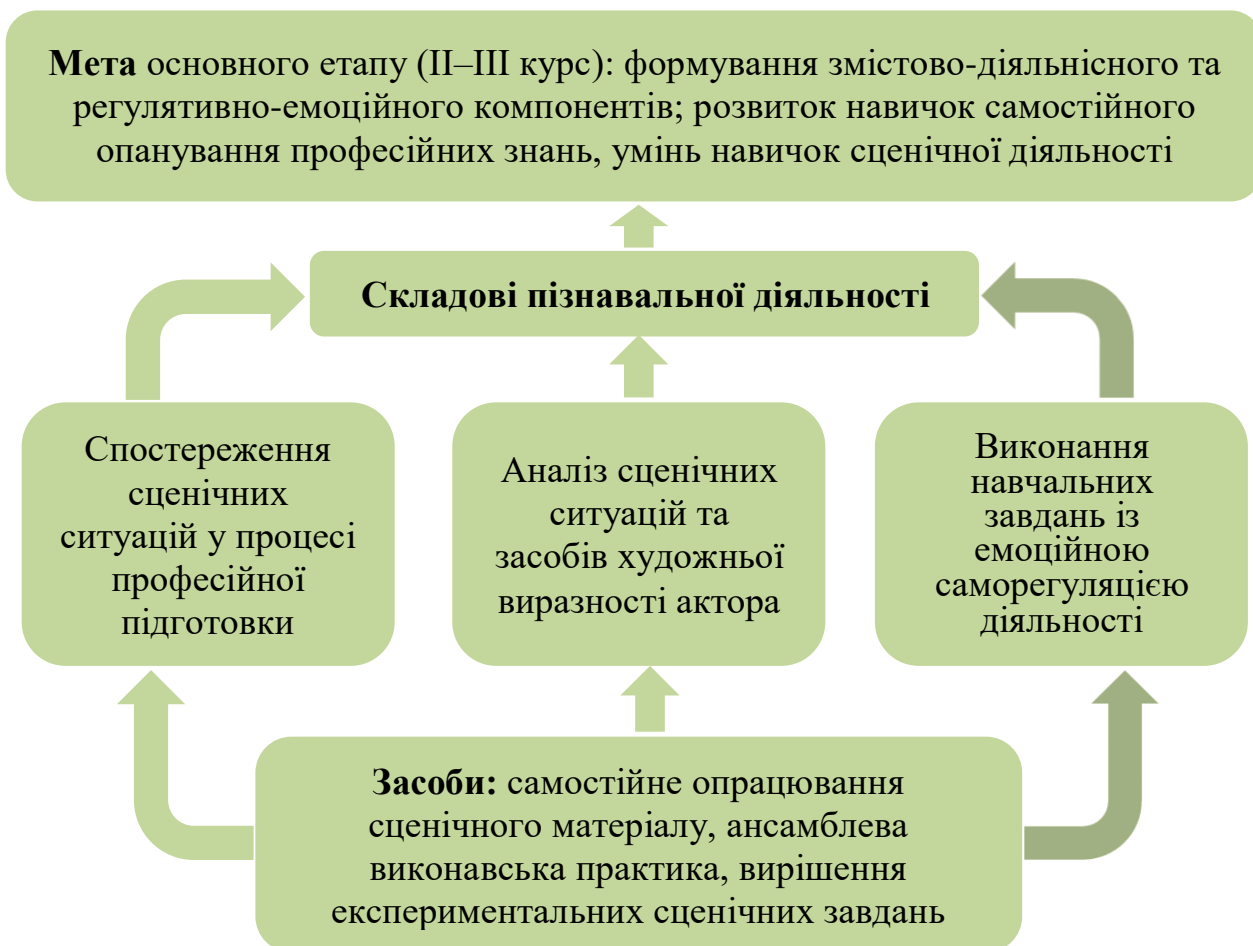 Мета основного етапу (ІІ–ІІІ курс): формування змістово-діяльнісного та
регулятивно-емоційного компонентів; розвиток навичок самостійного
опанування професійних знань, умінь навичок сценічної діяльності
Складові пізнавальної діяльності
Спостереження
сценічних
ситуацій у процесі
професійної
підготовки
Аналіз сценічних
ситуацій та
засобів художньої
виразності актора
Виконання
навчальних
завдань із
емоційною
саморегуляцією
діяльності
Засоби: самостійне опрацювання
сценічного матеріалу, ансамблева
виконавська практика, вирішення
експериментальних сценічних завдань